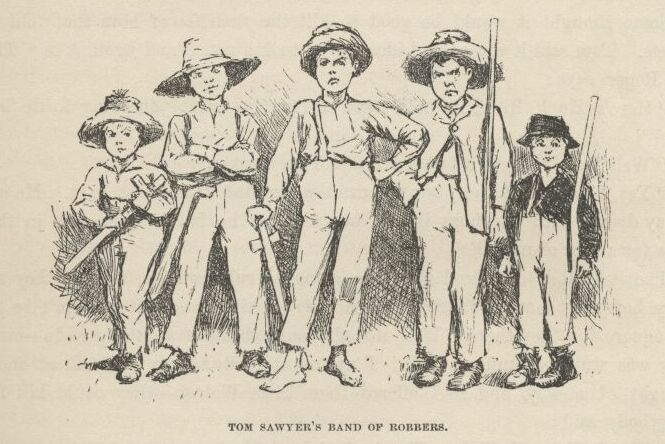 TOM SAWYER'S BAND OF ROBBERS.